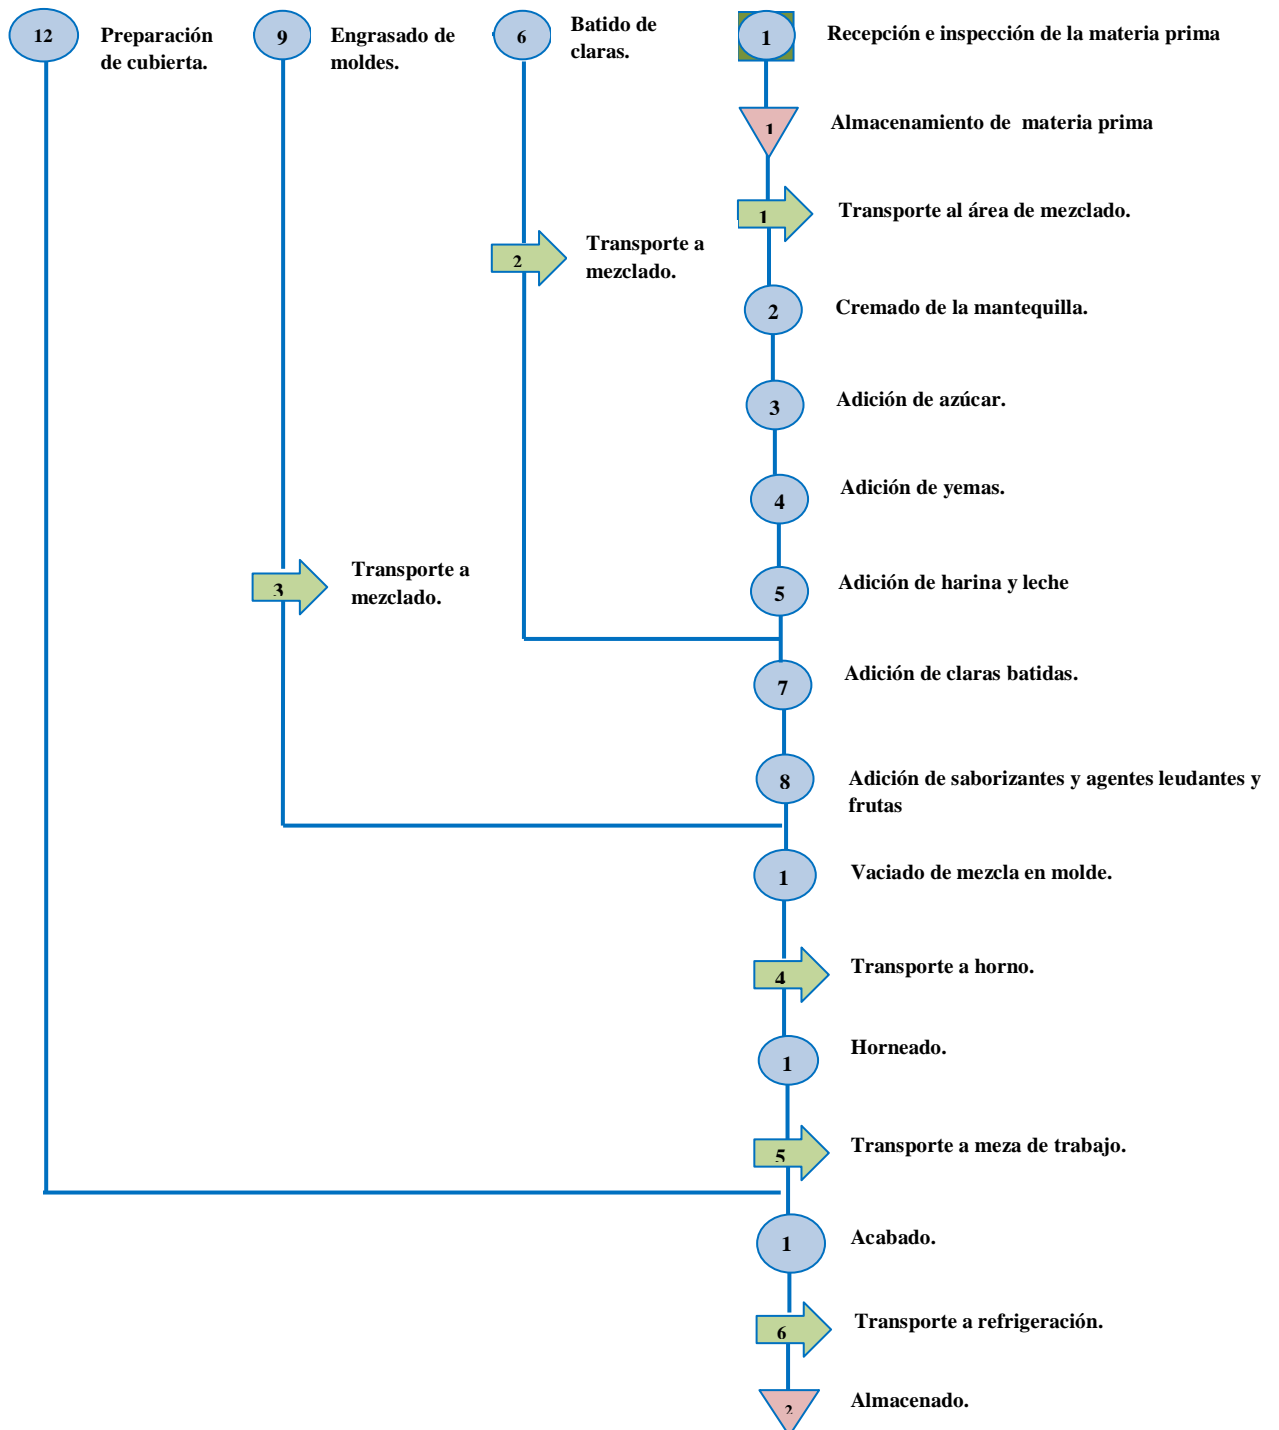 12
Preparación
de cubierta.
9
Engrasado de
moldes.
6
Batido de
claras.
1
Recepción e inspección de la materia prima
1
Almacenamiento de materia prima
1
Transporte al área de mezclado.
2
Transporte a
mezclado.
2
Cremado de la mantequilla.
3
Adición de azúcar.
4
Adición de yemas.
3
Transporte a
mezclado.
5
Adición de harina y leche
7
Adición de claras batidas.
8
Adición de saborizantes y agentes leudantes y
frutas
1
Vaciado de mezcla en molde.
4
Transporte a horno.
1
Horneado.
5
Transporte a meza de trabajo.
1
Acabado.
6
Transporte a refrigeración.
2
Almacenado.